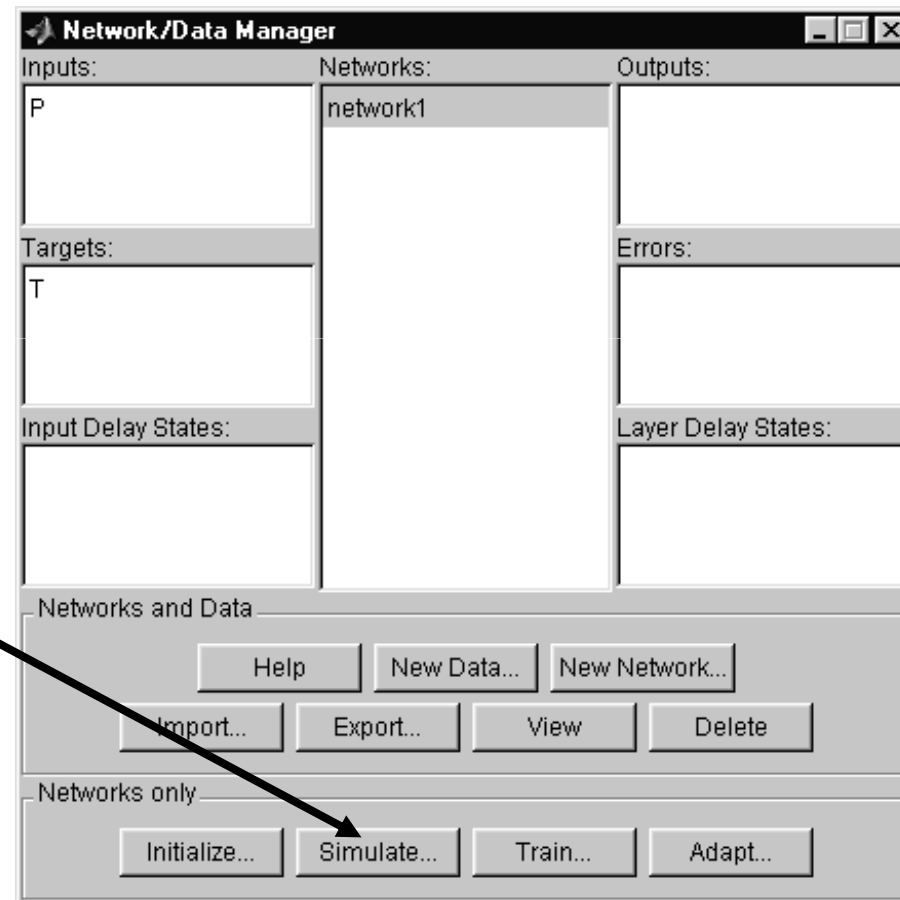 Network/Data Manager
Inputs: Networks: Outputs:
P network1
Targets: Errors:
T
Input Delay States: Layer Delay States:
Networks and Data
Help New Data... New Network...
Import... Export... View Delete
Networks only
Initialize... Simulate... Train... Adapt...